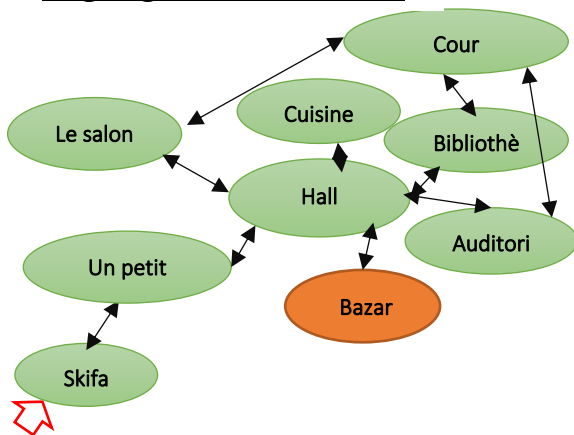 Cour
Cuisine
Le salon
Bibliothè
Hall
Auditori
Un petit
Bazar
Skifa